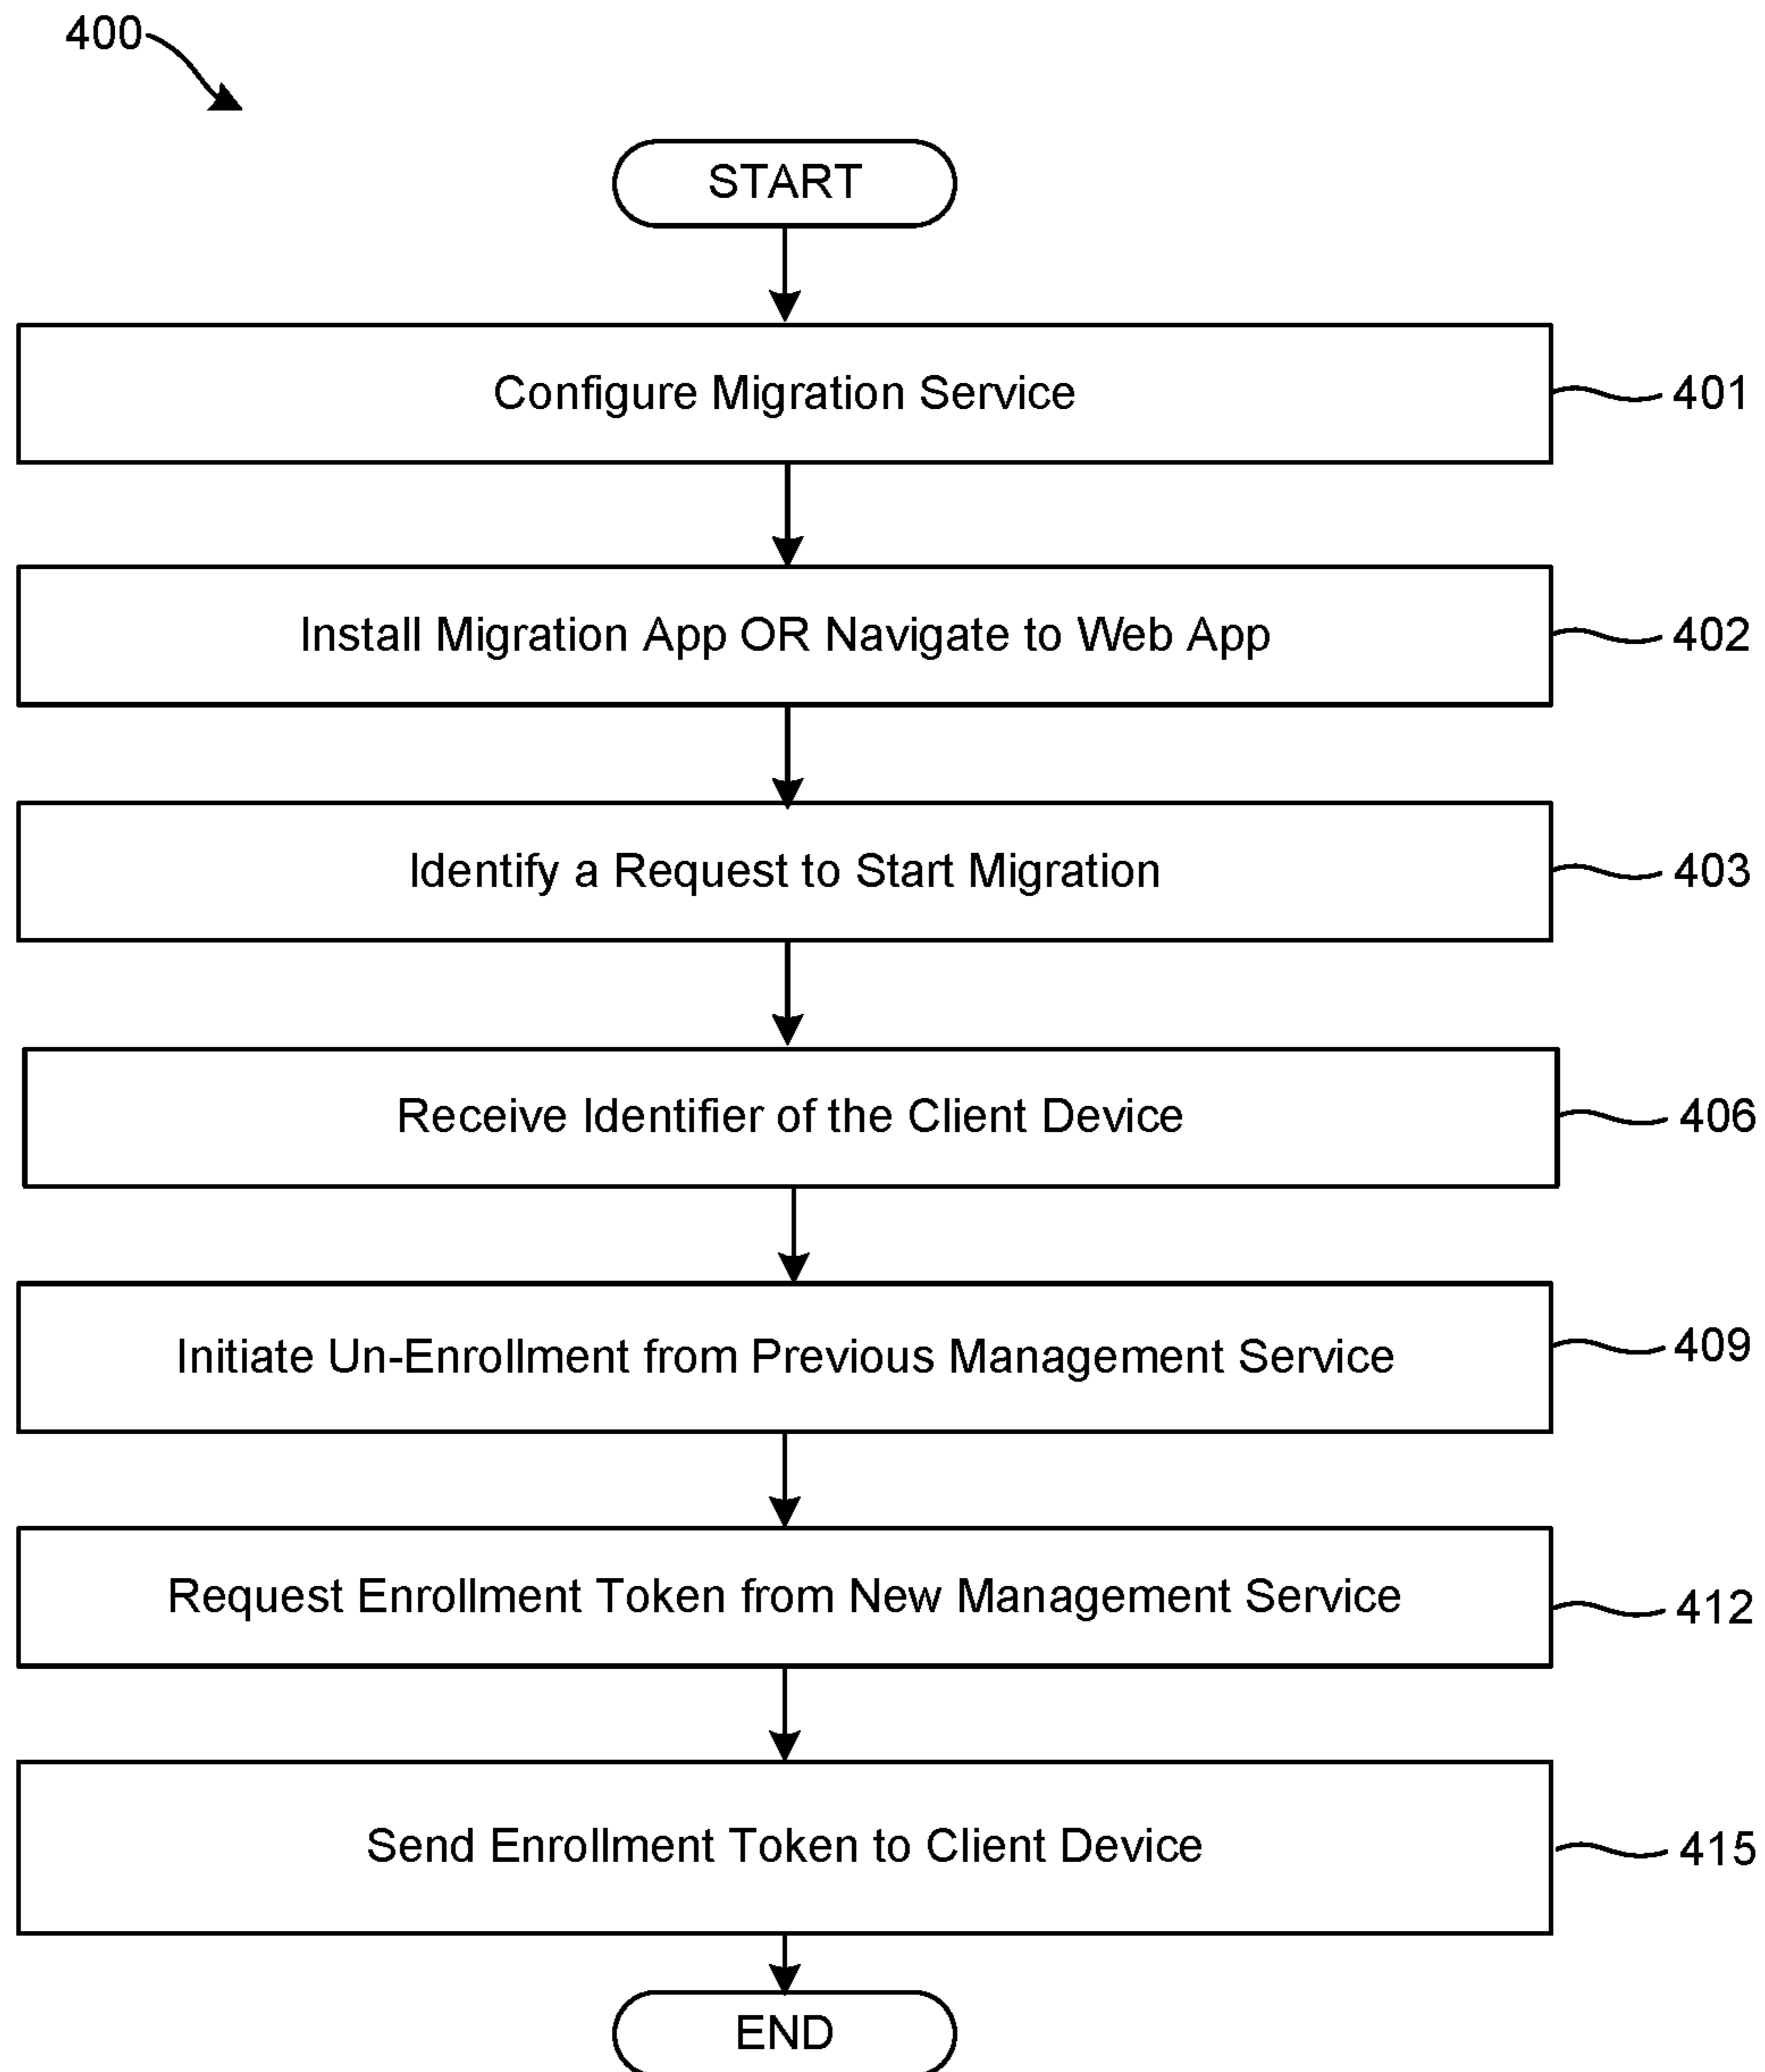 400
START
Configure Migration Service
401
Install Migration App OR Navigate to Web App
402
Identify a Request to Start Migration
403
Receive Identifier of the Client Device
406
Initiate Un-Enrollment from Previous Management Service
409
Request Enrollment Token from New Management Service
412
Send Enrollment Token to Client Device
415
END